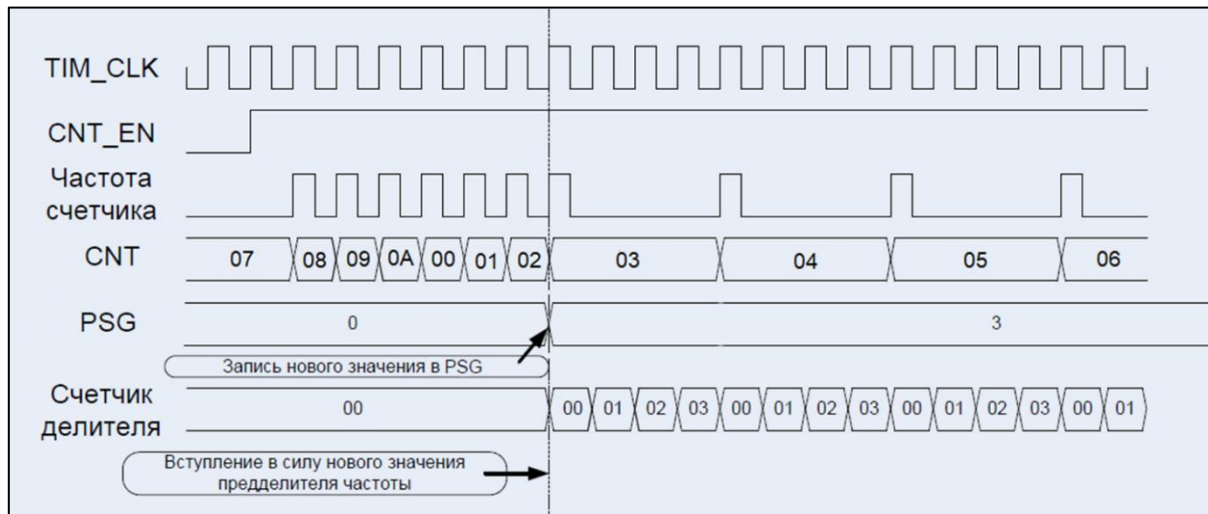 TIM_CLK
CNT_EN
Частота
счетчика
CNT
07 08 09 0A 00 01 02 03 04 05 06
PSG
0 3
Запись нового значения в PSG
Счетчик
делителя
00 00 01 02 03 00 01 02 03 00 01 02 03 00 01
Вступление в силу нового значения
предделителя частоты